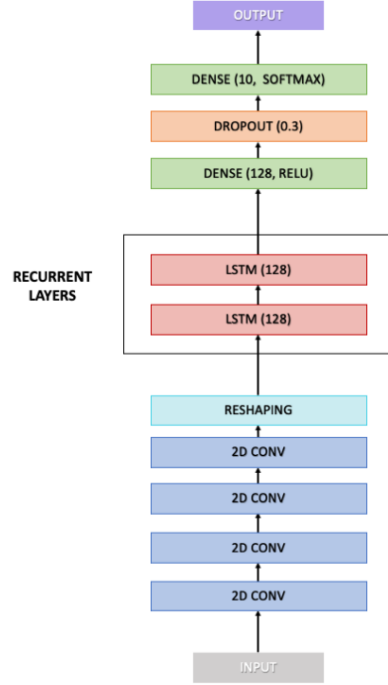 OUTPUT
DENSE (10, SOFTMAX)
DROPOUT (0.3)
DENSE (128, RELU)
RECURRENT
LAYERS
LSTM (128)
LSTM (128)
RESHAPING
2D CONV
2D CONV
2D CONV
2D CONV
INPUT